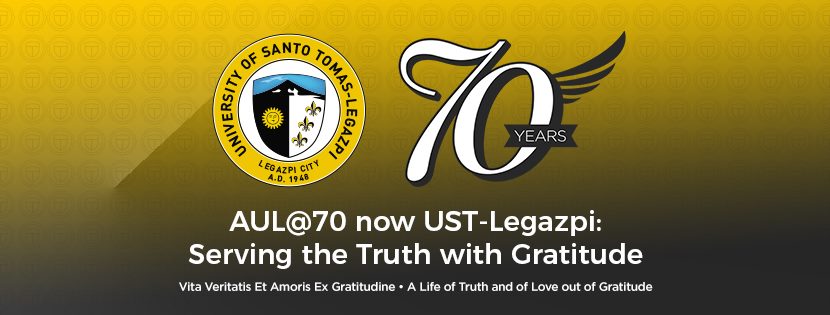 UNIVERSITY OF SANTO TOMAS-LEGAZPI
LEGAZPI CITY
A.D. 1948
70
YEARS
AUL@70 now UST-Legazpi:
Serving the Truth with Gratitude
Vita Veritatis Et Amoris Ex Gratitudine • A Life of Truth and of Love out of Gratitude